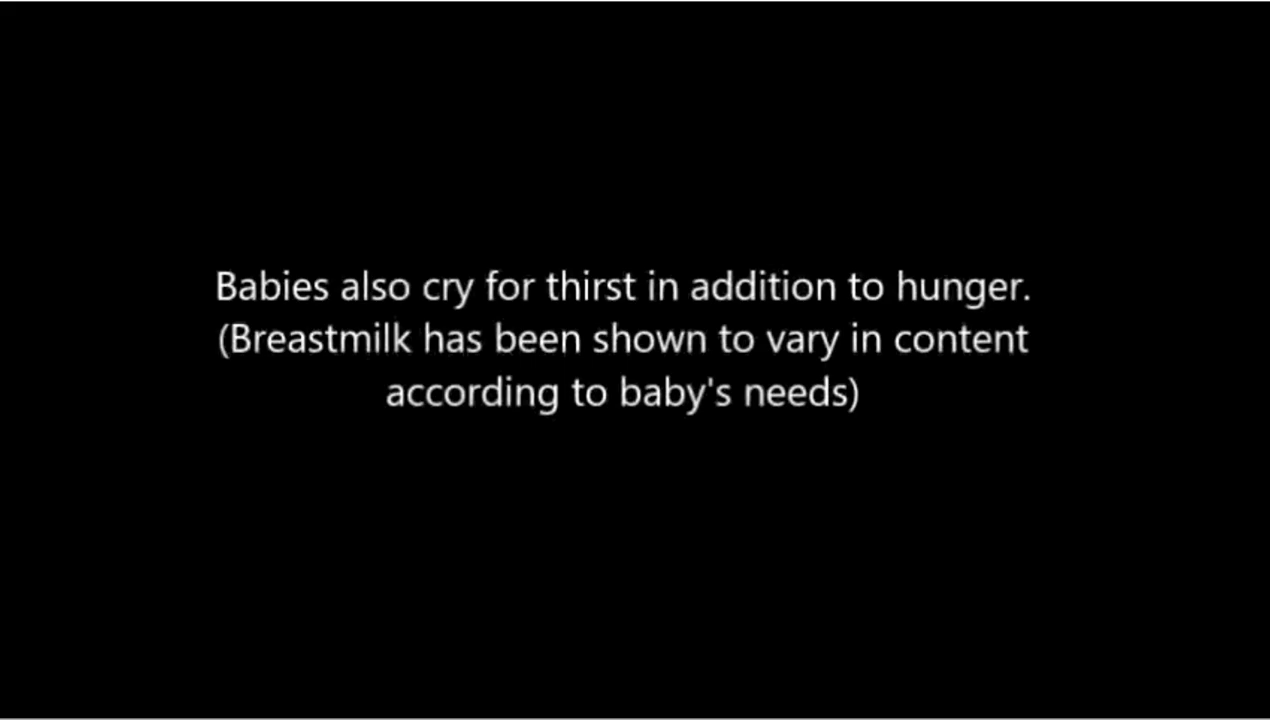 Babies also cry for thirst in addition to hunger.
(Breastmilk has been shown to vary in content
according to baby's needs)